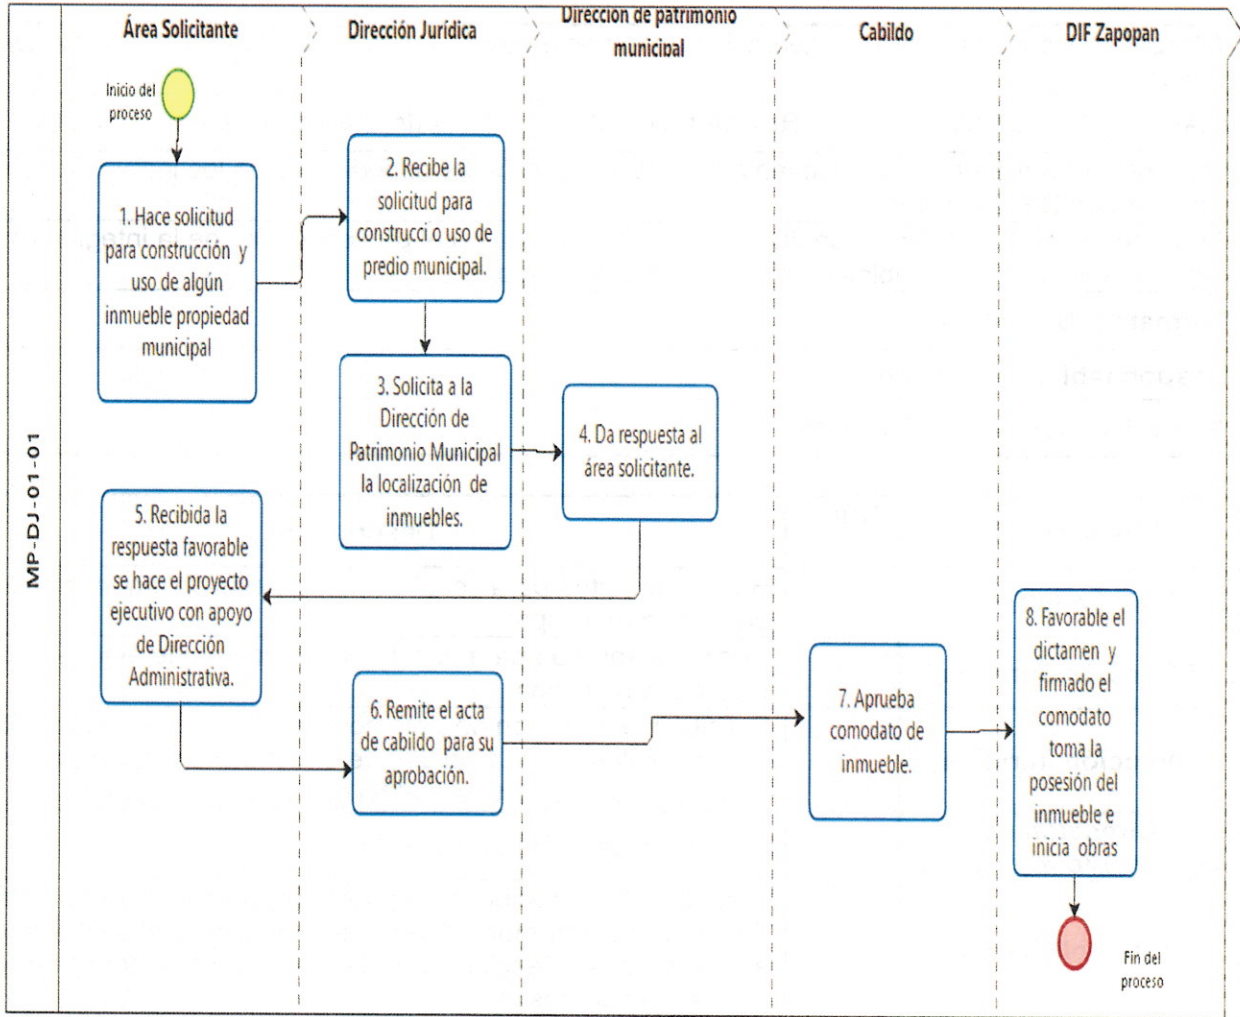 Área Solicitante
Dirección Jurídica
Dirección de patrimonio
municipal
Cabildo
DIF Zapopan
MP-DJ-01-01
Inicio del
proceso
1. Hace solicitud
para construcción y
uso de algún
inmueble propiedad
municipal
2. Recibe la
solicitud para
construcci o uso de
predio municipal.
3. Solicita a la
Dirección de
Patrimonio Municipal
la localización de
inmuebles.
4. Da respuesta al
área solicitante.
5. Recibida la
respuesta favorable
se hace el proyecto
ejecutivo con apoyo
de Dirección
Administrativa.
6. Remite el acta
de cabildo para su
aprobación.
7. Aprueba
comodato de
inmueble.
8. Favorable el
dictamen y
firmado el
comodato
toma la
posesión del
inmueble e
inicia obras
Fin del
proceso